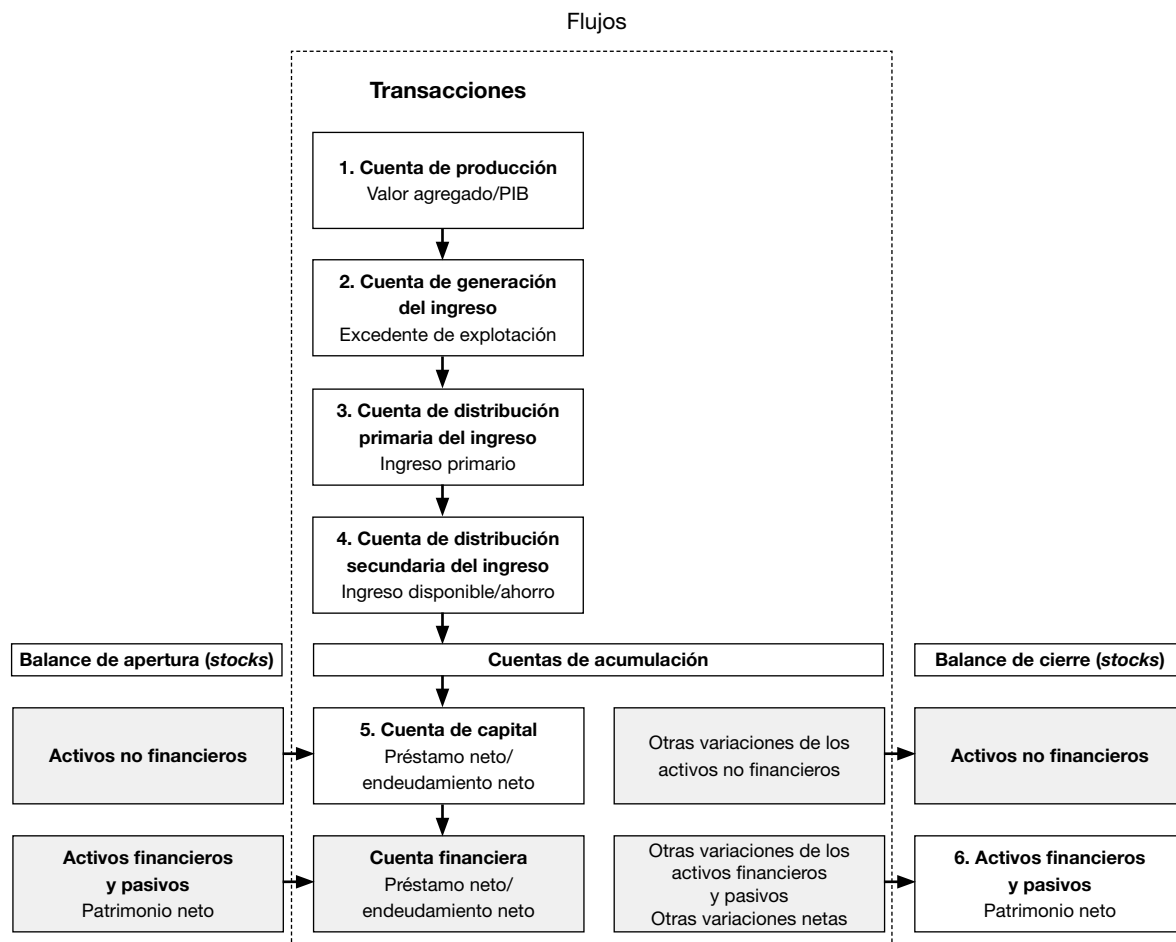 Flujos
Transacciones
1. Cuenta de producción
Valor agregado/PIB
2. Cuenta de generación
del ingreso
Excedente de explotación
3. Cuenta de distribución
primaria del ingreso
Ingreso primario
4. Cuenta de distribución
secundaria del ingreso
Ingreso disponible/ahorro
Balance de apertura (stocks)
Cuentas de acumulación
Balance de cierre (stocks)
Activos no financieros
5. Cuenta de capital
Préstamo neto/
endeudamiento neto
Otras variaciones de los
activos no financieros
Activos no financieros
Activos financieros
y pasivos
Patrimonio neto
Cuenta financiera
Préstamo neto/
endeudamiento neto
Otras variaciones de los
activos financieros
y pasivos
Otras variaciones netas
6. Activos financieros
y pasivos
Patrimonio neto